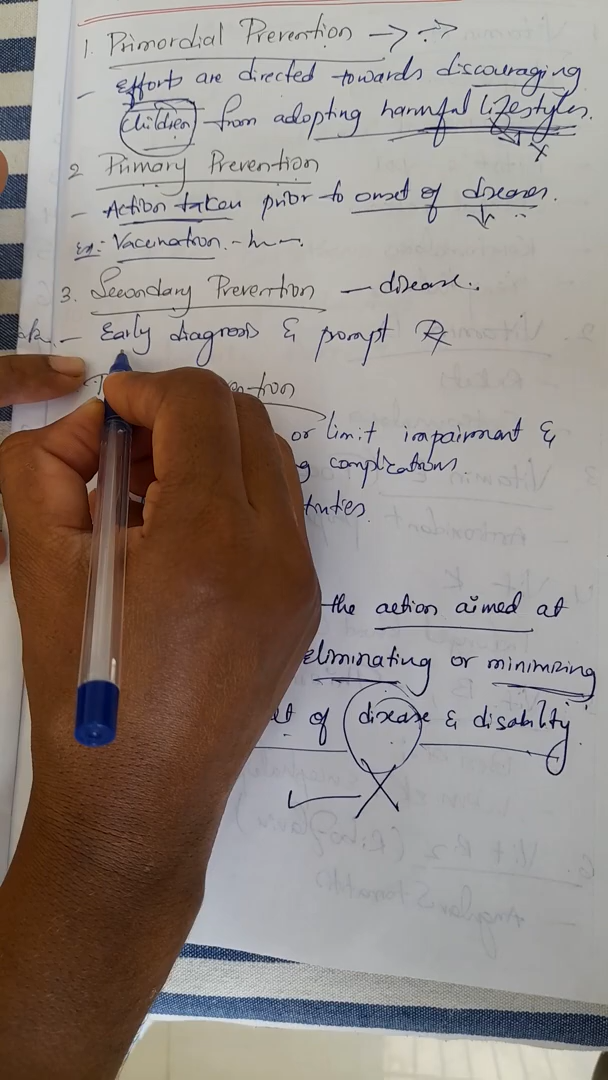 1. Primordial Prevention
- efforts are directed towards discouraging
children from adopting harmful lifestyles.
2 Primary Prevention
- Action taken prior to onset of disease.
Eg:- Vaccination.
3. Secondary Prevention - disease.
- Early diagnosis & prompt Rx
or limit impairment &
complications.
the action aimed at
eliminating or minimizing
of disease & disability.